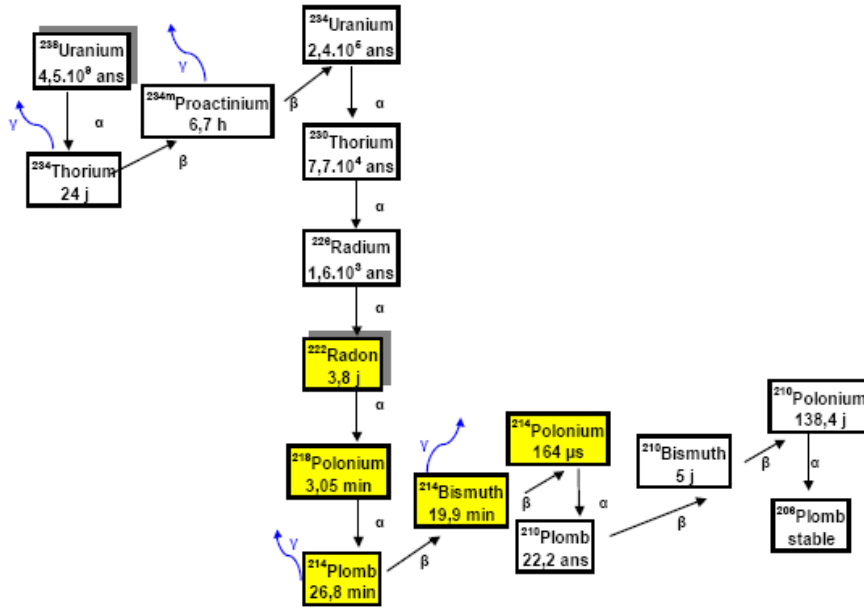 ²³⁸Uranium
4,5.10⁹ ans
α
γ
²³⁴Thorium
24 j
β
γ
²³⁴ᵐProactinium
6,7 h
β
²³⁴Uranium
2,4.10⁵ ans
α
²³⁰Thorium
7,7.10⁴ ans
α
²²⁶Radium
1,6.10³ ans
α
²²²Radon
3,8 j
α
²¹⁸Polonium
3,05 min
α
γ
²¹⁴Plomb
26,8 min
β
γ
²¹⁴Bismuth
19,9 min
β
²¹⁴Polonium
164 µs
α
²¹⁰Plomb
22,2 ans
β
²¹⁰Bismuth
5 j
β
²¹⁰Polonium
138,4 j
α
²⁰⁶Plomb
stable